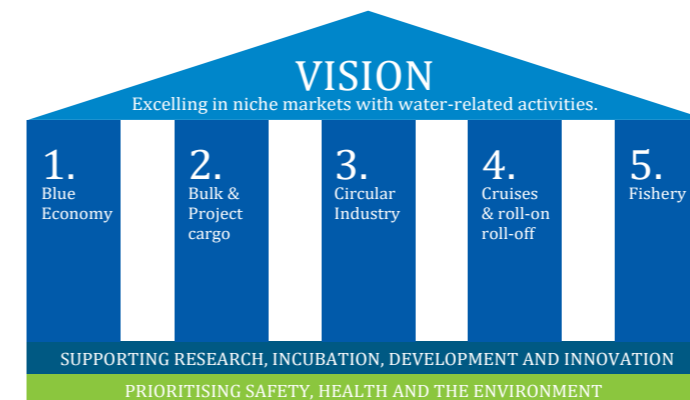 VISION
Excelling in niche markets with water-related activities.
1.
Blue
Economy
2.
Bulk &
Project
cargo
3.
Circular
Industry
4.
Cruises
& roll-on
roll-off
5.
Fishery
SUPPORTING RESEARCH, INCUBATION, DEVELOPMENT AND INNOVATION
PRIORITISING SAFETY, HEALTH AND THE ENVIRONMENT